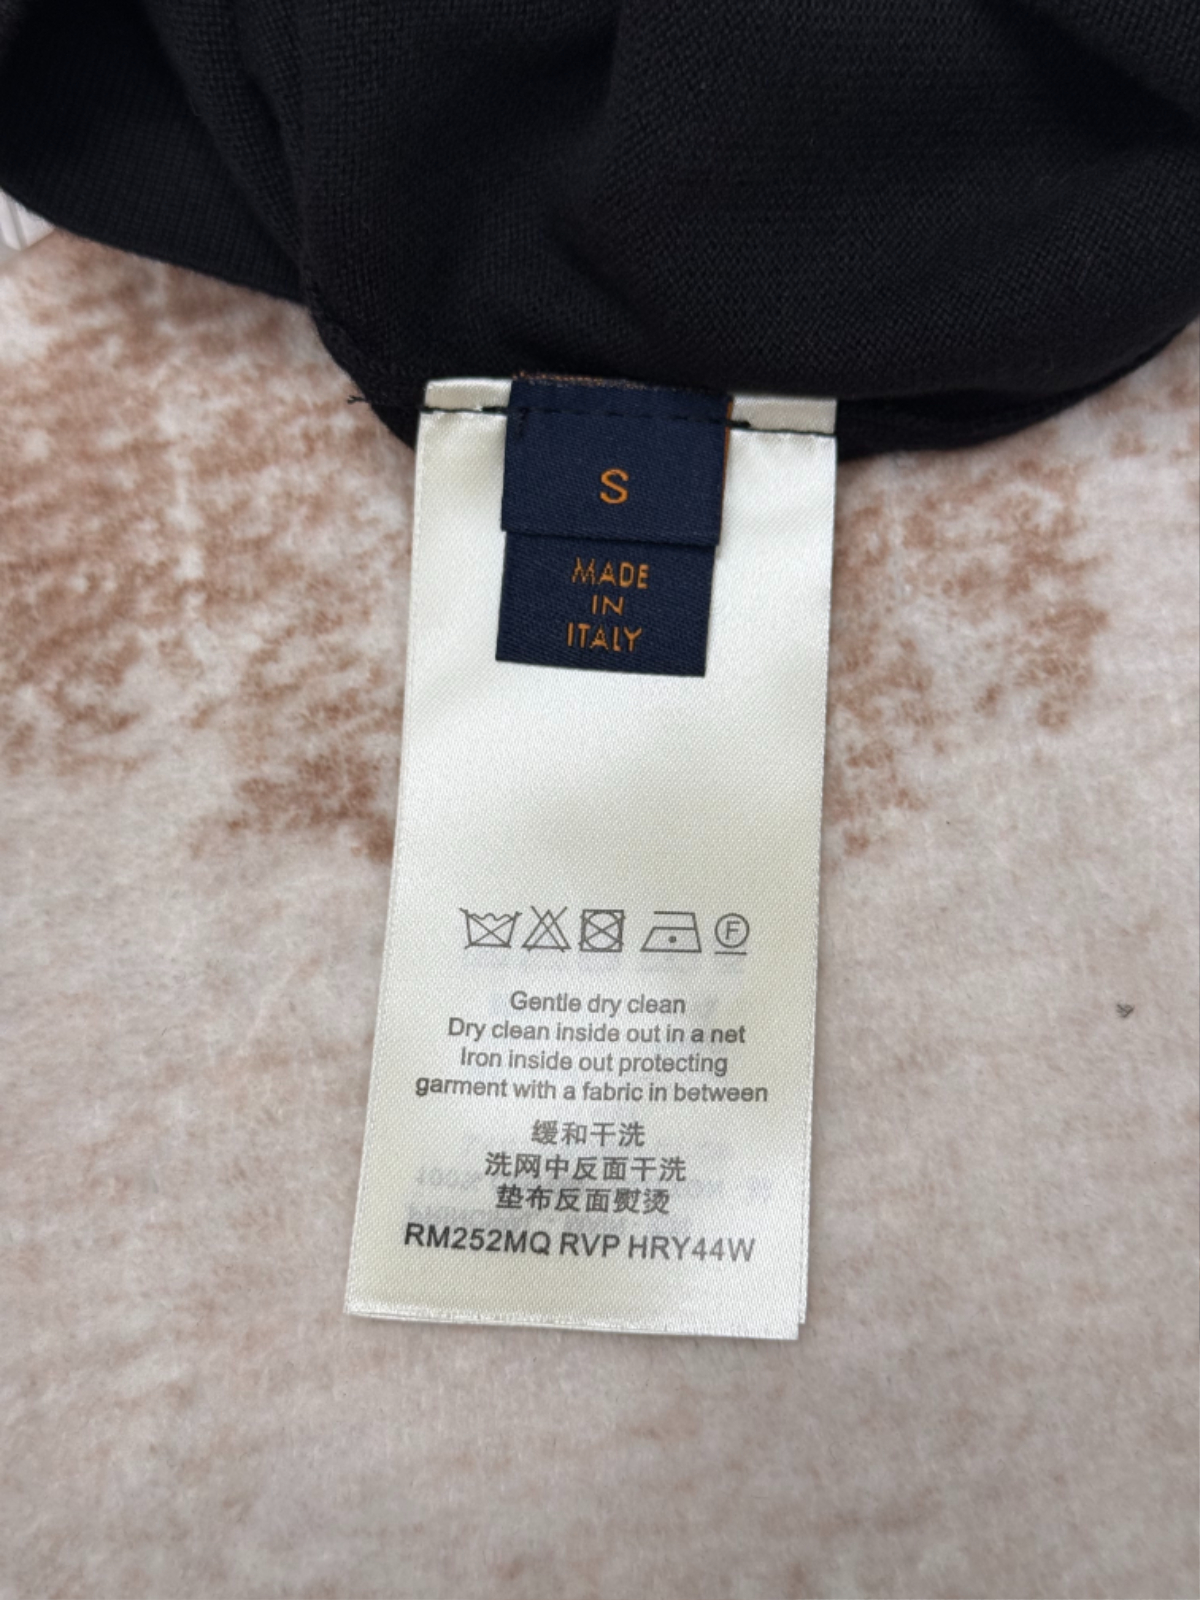 S
MADE
IN
ITALY
F
Gentle dry clean
Dry clean inside out in a net
Iron inside out protecting
garment with a fabric in between
缓和干洗
洗网中反面干洗
垫布反面熨烫
RM252MQ RVP HRY44W